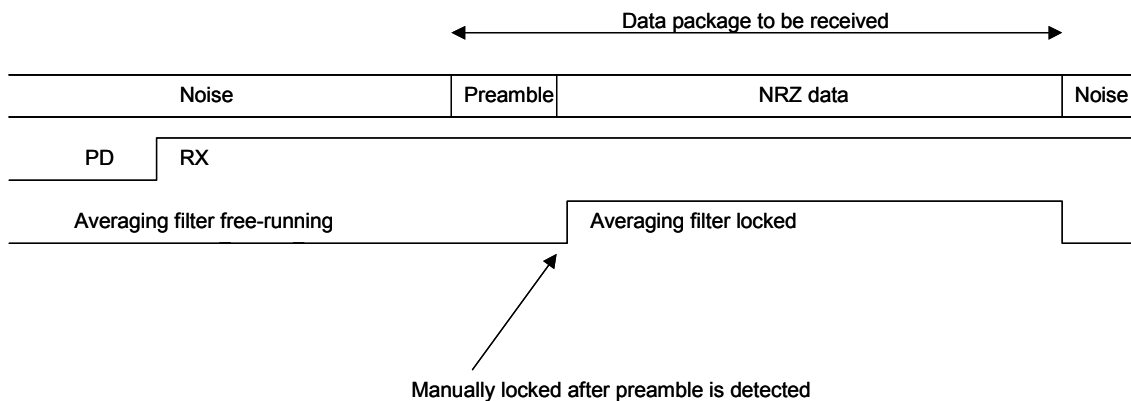 Data package to be received
Noise Preamble NRZ data Noise
PD RX
Averaging filter free-running Averaging filter locked
Manually locked after preamble is detected